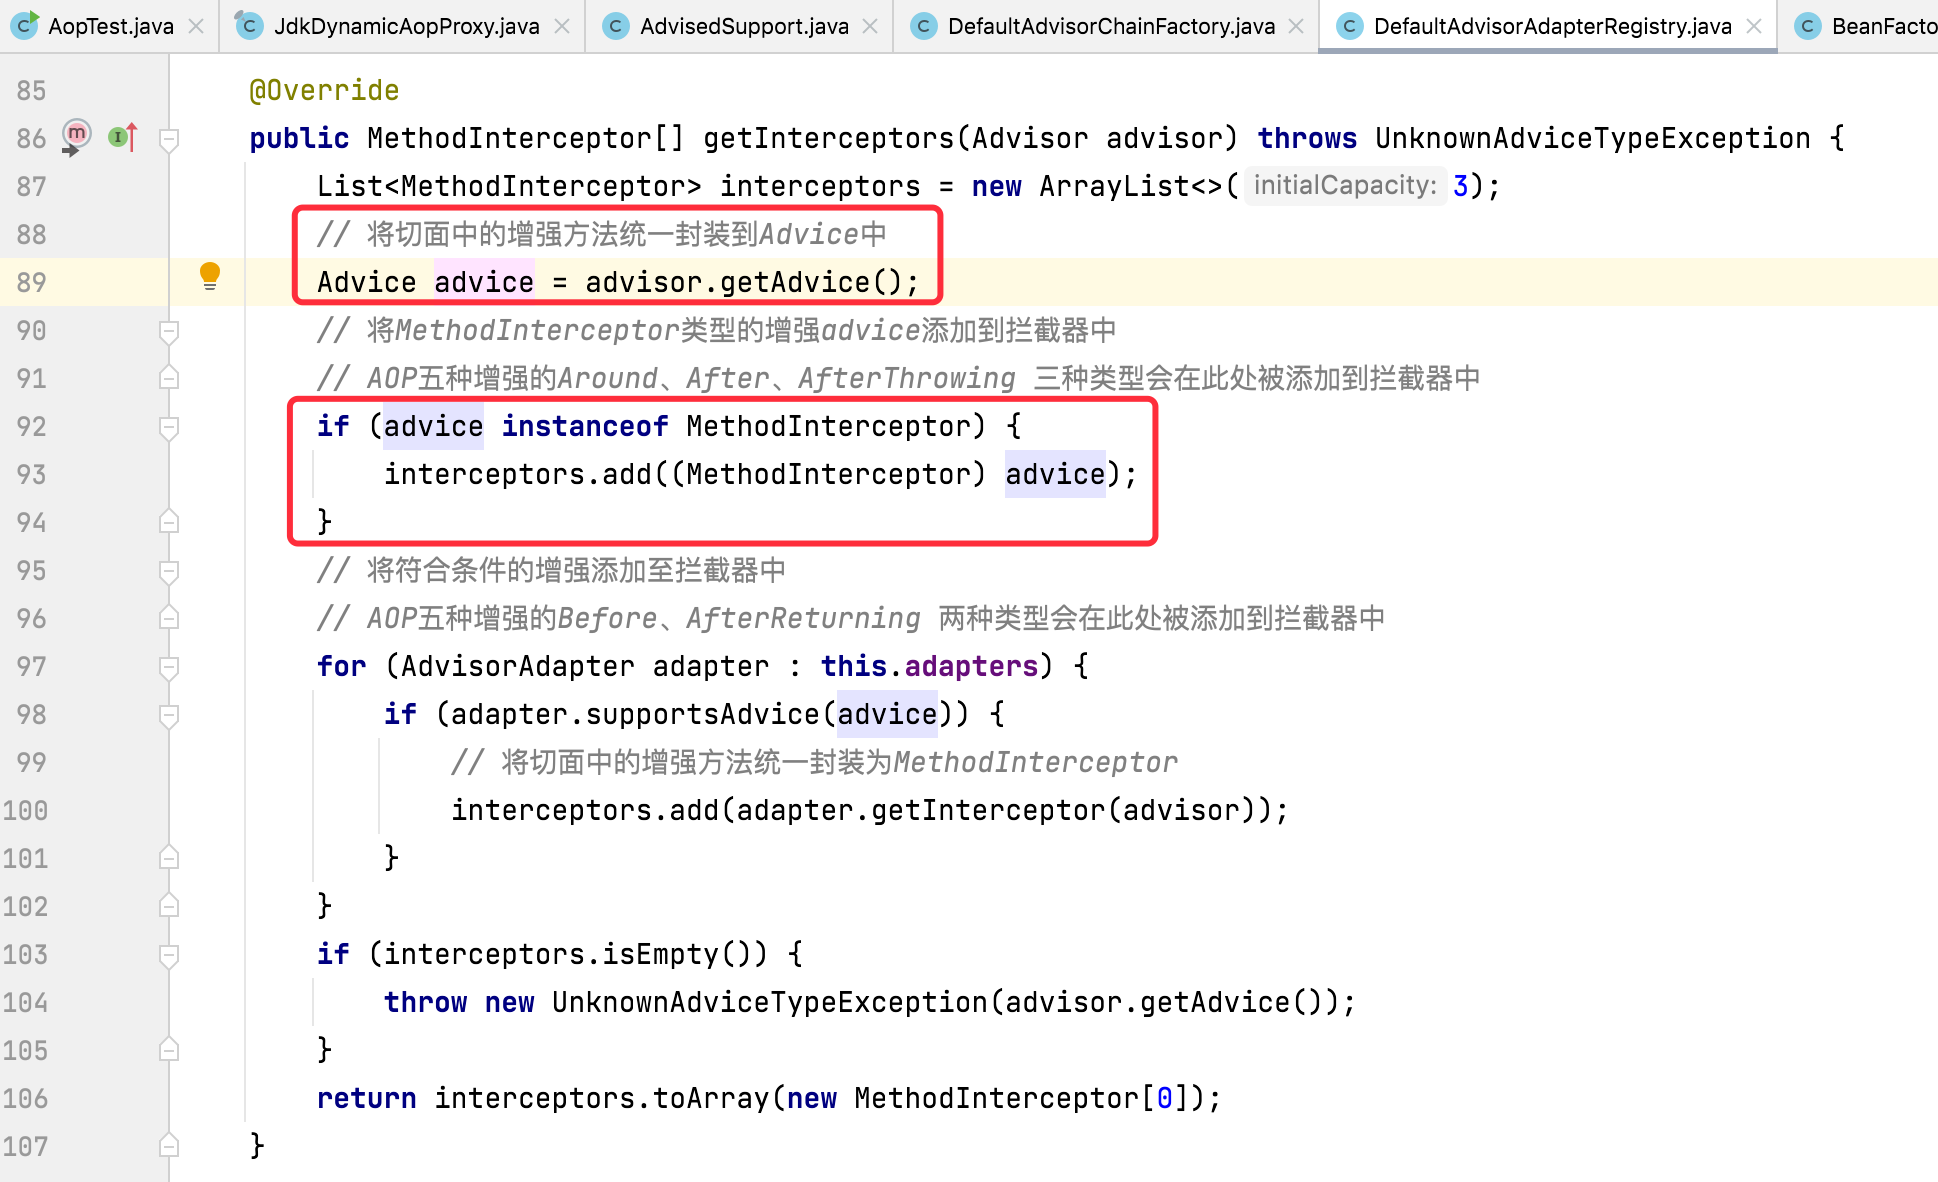 AopTest.java JdkDynamicAopProxy.java AdvisedSupport.java DefaultAdvisorChainFactory.java DefaultAdvisorAdapterRegistry.java BeanFacto
85 @Override
86 public MethodInterceptor[] getInterceptors(Advisor advisor) throws UnknownAdviceTypeException {
87 List<MethodInterceptor> interceptors = new ArrayList<>( initialCapacity: 3);
88 // 将切面中的增强方法统一封装到Advice中
89 Advice advice = advisor.getAdvice();
90 // 将MethodInterceptor类型的增强advice添加到拦截器中
91 // AOP五种增强的Around、After、AfterThrowing 三种类型会在此处被添加到拦截器中
92 if (advice instanceof MethodInterceptor) {
93 interceptors.add((MethodInterceptor) advice);
94 }
95 // 将符合条件的增强添加至拦截器中
96 // AOP五种增强的Before、AfterReturning 两种类型会在此处被添加到拦截器中
97 for (AdvisorAdapter adapter : this.adapters) {
98 if (adapter.supportsAdvice(advice)) {
99 // 将切面中的增强方法统一封装为MethodInterceptor
100 interceptors.add(adapter.getInterceptor(advisor));
101 }
102 }
103 if (interceptors.isEmpty()) {
104 throw new UnknownAdviceTypeException(advisor.getAdvice());
105 }
106 return interceptors.toArray(new MethodInterceptor[0]);
107 }